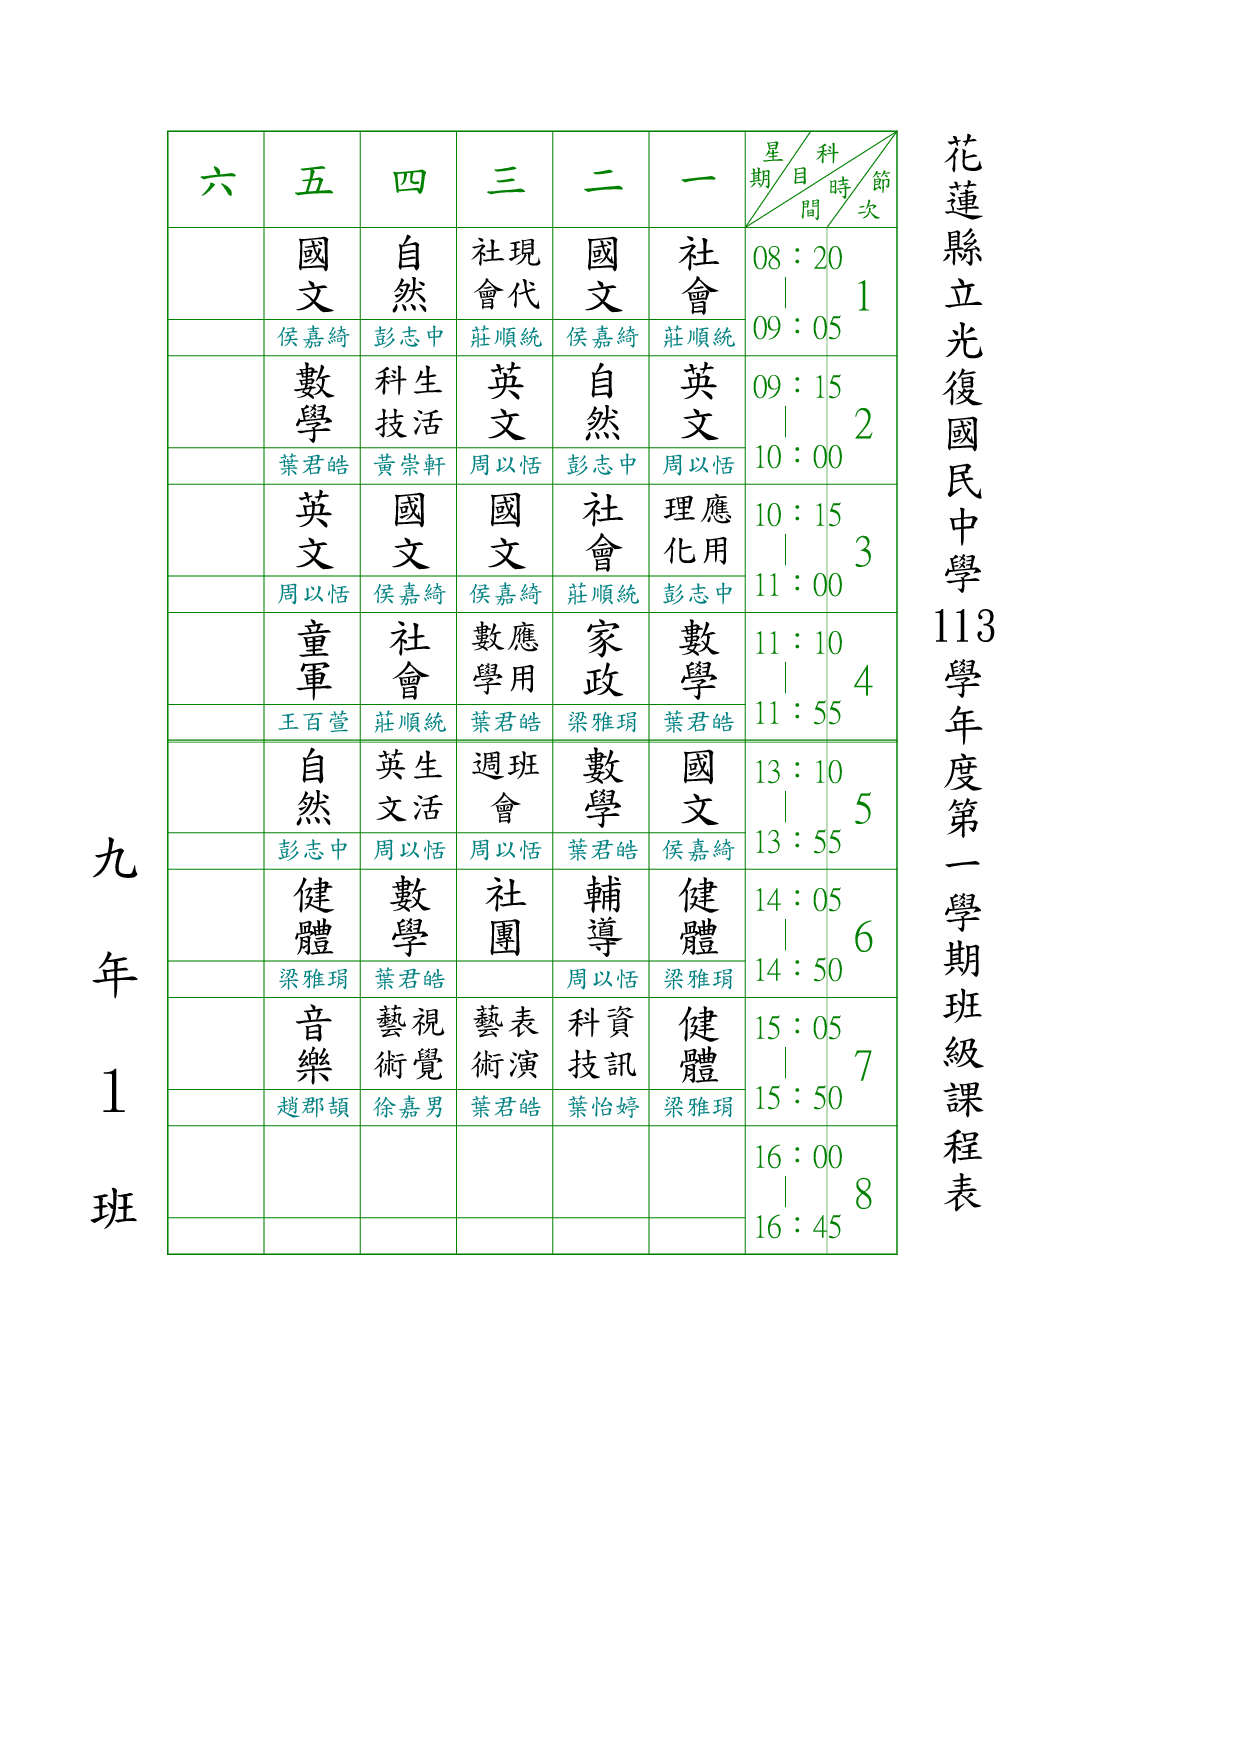 花蓮縣立光復國民中學113學年度第一學期班級課程表
星期 科目 時間 節次
一 二 三 四 五 六
08：20｜09：05 1
社會 國文 現代社會 自然 國文
莊順統 侯嘉綺 莊順統 彭志中 侯嘉綺
09：15｜10：00 2
英文 自然 英文 生活科技 數學
周以恬 彭志中 周以恬 黃崇軒 葉君皓
10：15｜11：00 3
應用理化 社會 國文 國文 英文
彭志中 莊順統 侯嘉綺 侯嘉綺 周以恬
11：10｜11：55 4
數學 家政 應用數學 社會 童軍
葉君皓 梁雅琄 葉君皓 莊順統 王百萱
13：10｜13：55 5
國文 數學 班週會 生活英文 自然
侯嘉綺 葉君皓 周以恬 周以恬 彭志中
14：05｜14：50 6
健體 輔導 社團 數學 健體
梁雅琄 周以恬 葉君皓 梁雅琄
15：05｜15：50 7
健體 資訊科技 表演藝術 視覺藝術 音樂
梁雅琄 葉怡婷 葉君皓 徐嘉男 趙郡頡
16：00｜16：45 8
九年1班